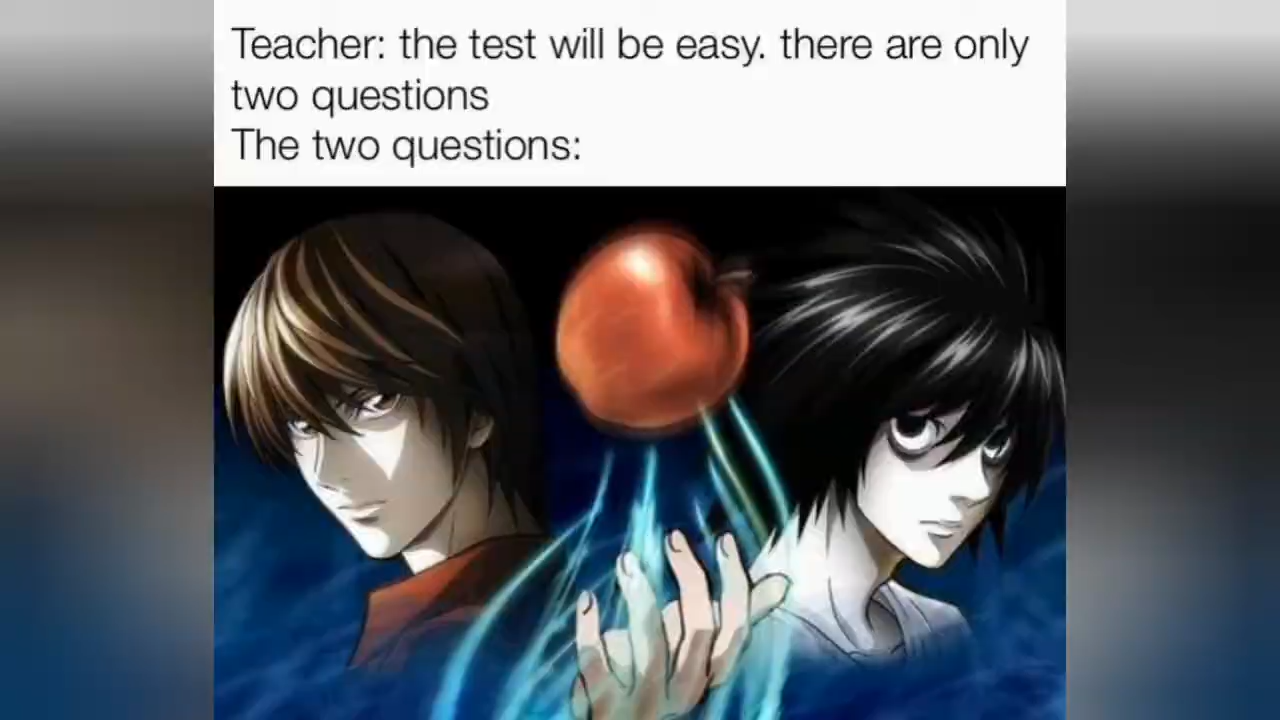 Teacher: the test will be easy. there are only
two questions
The two questions: